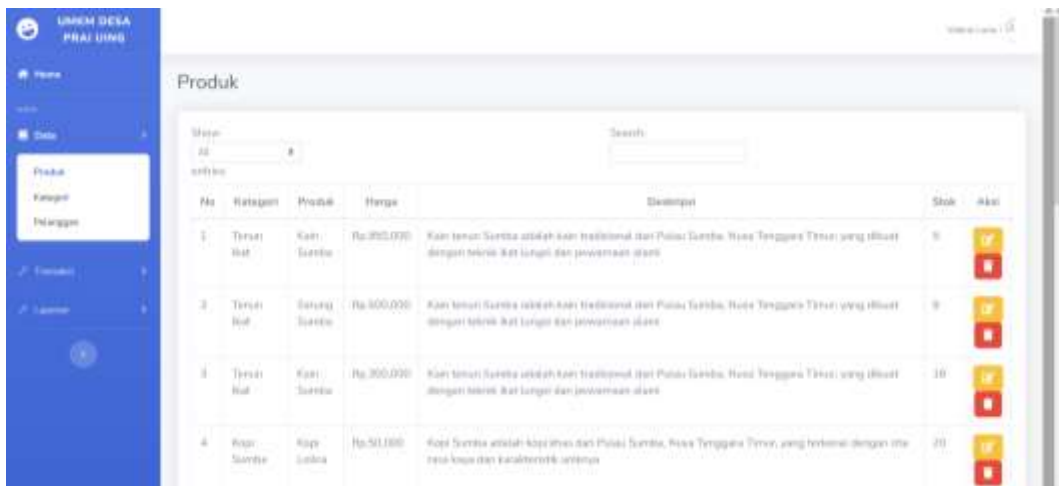 UMKM DESA
PRAI UING
Home
Data
Produk
Kategori
Pelanggan
Transaksi
Laporan
Produk
Show
entries
Search:
No Kategori Produk Harga Deskripsi Stok Aksi
1 Tenun Kain Kain tenun Sumba adalah kain tradisional dari Pulau Sumba, Nusa Tenggara Timur, yang dibuat
Ikat Sumba dengan teknik ikat lungsi dan pewarnaan alami
2 Tenun Sarung Kain tenun Sumba adalah kain tradisional dari Pulau Sumba, Nusa Tenggara Timur, yang dibuat
Ikat Sumba dengan teknik ikat lungsi dan pewarnaan alami
3 Tenun Kain Kain tenun Sumba adalah kain tradisional dari Pulau Sumba, Nusa Tenggara Timur, yang dibuat
Ikat Sumba dengan teknik ikat lungsi dan pewarnaan alami
4 Kopi Kopi Rp.50,000 Kopi Sumba adalah kopi khas dari Pulau Sumba, Nusa Tenggara Timur, yang terkenal dengan cita 20
Sumba rasa kaya dan karakteristik uniknya